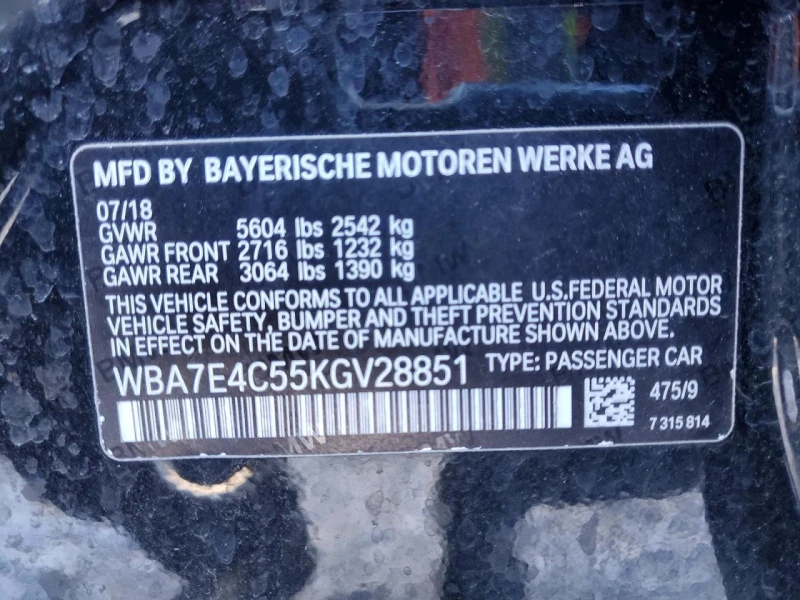 MFD BY BAYERISCHE MOTOREN WERKE AG
07/18
GVWR 5604 lbs 2542 kg
GAWR FRONT 2716 lbs 1232 kg
GAWR REAR 3064 lbs 1390 kg
THIS VEHICLE CONFORMS TO ALL APPLICABLE U.S.FEDERAL MOTOR
VEHICLE SAFETY, BUMPER AND THEFT PREVENTION STANDARDS
IN EFFECT ON THE DATE OF MANUFACTURE SHOWN ABOVE.
WBA7E4C55KGV28851 TYPE: PASSENGER CAR
475/9
7 315 814